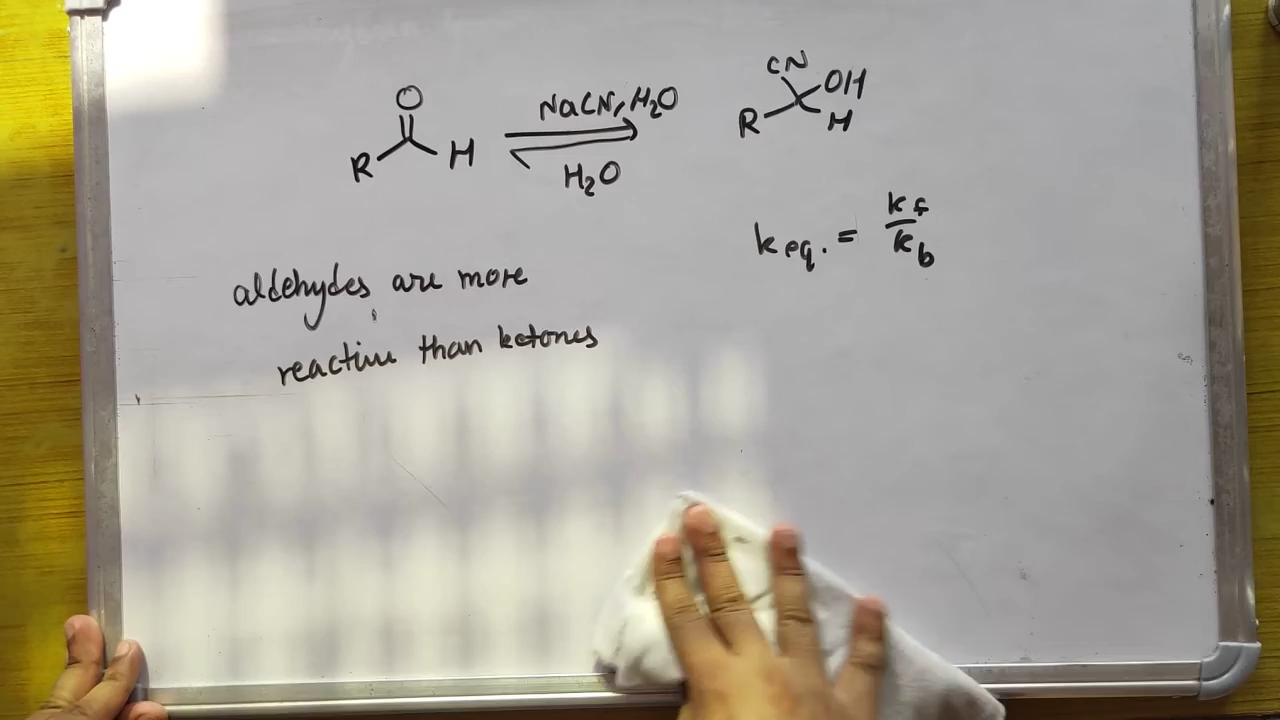 O
R H
NaCN, H2O
H2O
CN
OH
R H
keq. = kf
kb
aldehydes are more
reactive than ketones